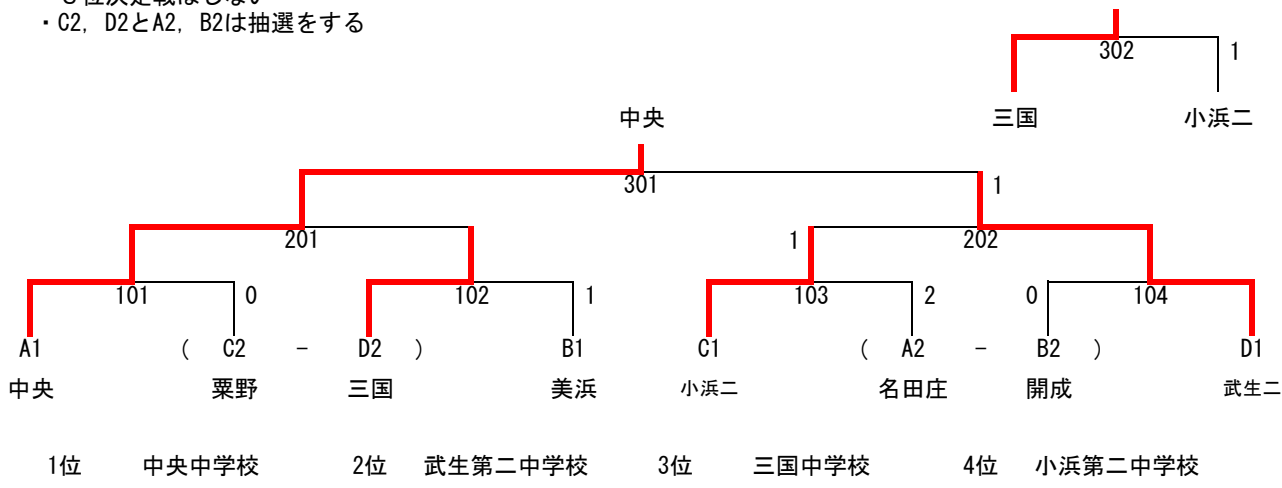 ・C2, D2とA2, B2は抽選をする
302 1
三国 小浜二
中央
301 1
201 1 202
101 0 102 1 103 2 0 104
A1 ( C2 － D2 ) B1 C1 ( A2 － B2 ) D1
中央 粟野 三国 美浜 小浜二 名田庄 開成 武生二
1位 中央中学校 2位 武生第二中学校 3位 三国中学校 4位 小浜第二中学校